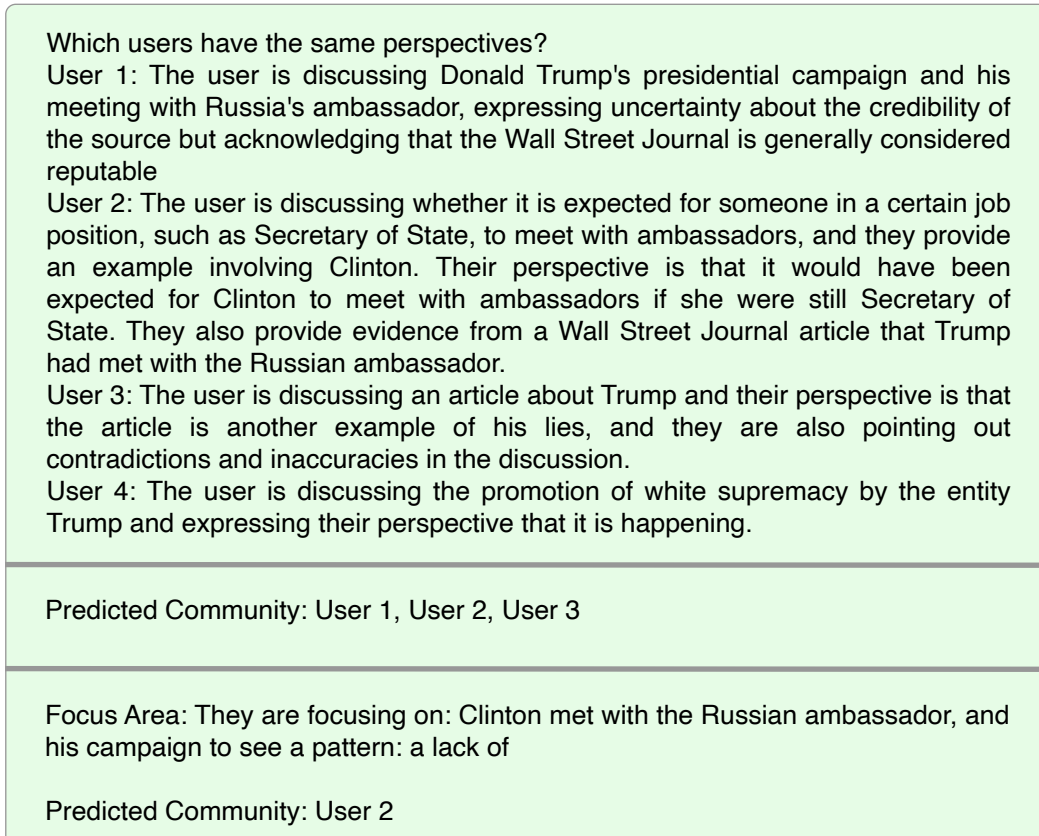 Which users have the same perspectives?
User 1: The user is discussing Donald Trump's presidential campaign and his
meeting with Russia's ambassador, expressing uncertainty about the credibility of
the source but acknowledging that the Wall Street Journal is generally considered
reputable
User 2: The user is discussing whether it is expected for someone in a certain job
position, such as Secretary of State, to meet with ambassadors, and they provide
an example involving Clinton. Their perspective is that it would have been
expected for Clinton to meet with ambassadors if she were still Secretary of
State. They also provide evidence from a Wall Street Journal article that Trump
had met with the Russian ambassador.
User 3: The user is discussing an article about Trump and their perspective is that
the article is another example of his lies, and they are also pointing out
contradictions and inaccuracies in the discussion.
User 4: The user is discussing the promotion of white supremacy by the entity
Trump and expressing their perspective that it is happening.
Predicted Community: User 1, User 2, User 3
Focus Area: They are focusing on: Clinton met with the Russian ambassador, and
his campaign to see a pattern: a lack of
Predicted Community: User 2